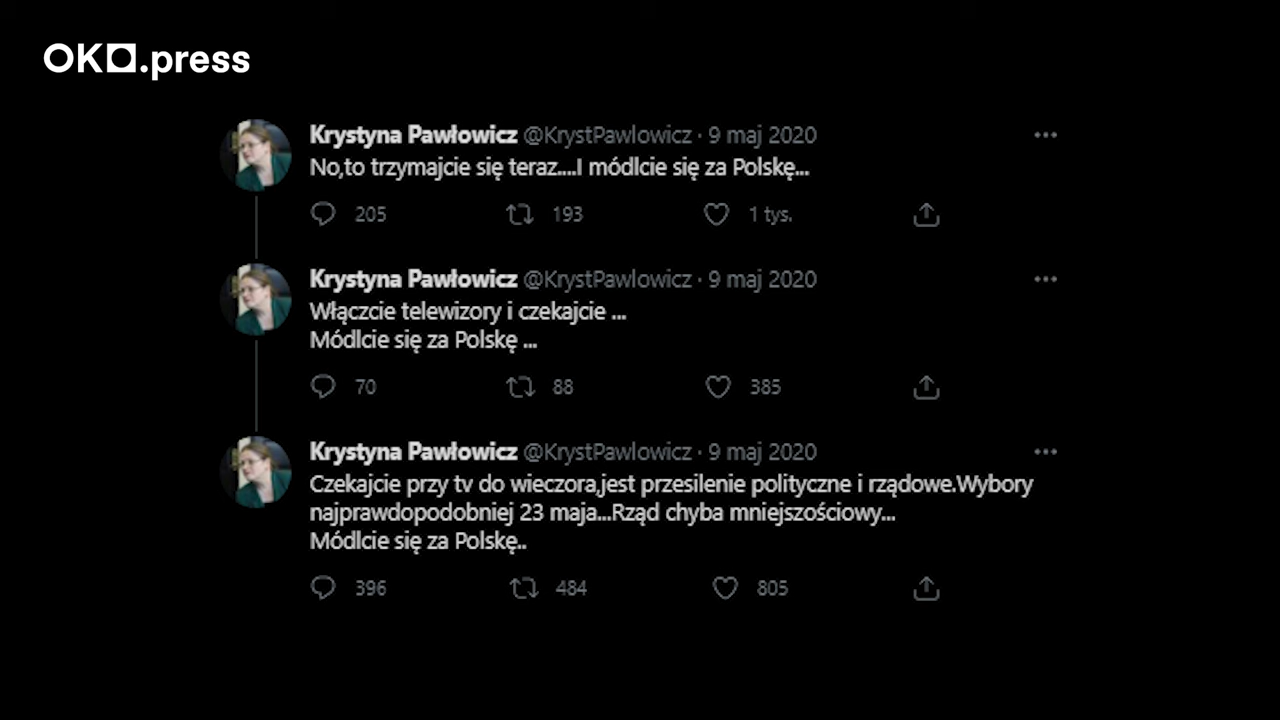 OKO.press
Krystyna Pawłowicz @KrystPawlowicz · 9 maj 2020
No,to trzymajcie się teraz....I módlcie się za Polskę...
205 193 1 tys.
Krystyna Pawłowicz @KrystPawlowicz · 9 maj 2020
Włączcie telewizory i czekajcie ...
Módlcie się za Polskę ...
70 88 385
Krystyna Pawłowicz @KrystPawlowicz · 9 maj 2020
Czekajcie przy tv do wieczora,jest przesilenie polityczne i rządowe.Wybory
najprawdopodobniej 23 maja...Rząd chyba mniejszościowy...
Módlcie się za Polskę..
396 484 805